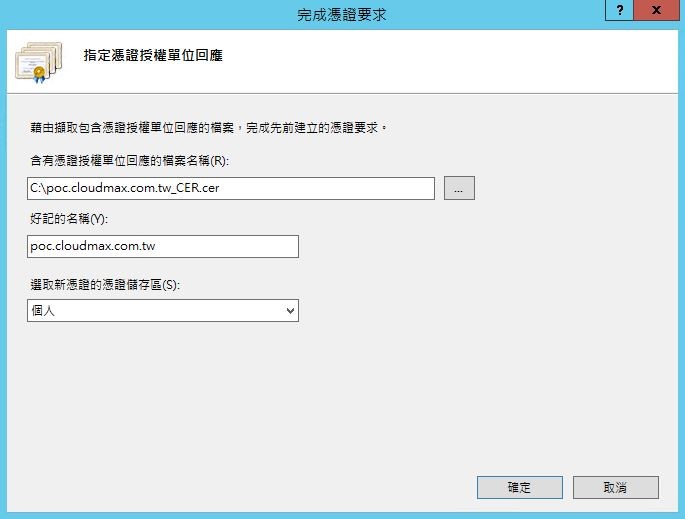 完成憑證要求
?
x
指定憑證授權單位回應
藉由擷取包含憑證授權單位回應的檔案，完成先前建立的憑證要求。
含有憑證授權單位回應的檔案名稱(R):
C:\poc.cloudmax.com.tw_CER.cer
...
好記的名稱(Y):
poc.cloudmax.com.tw
選取新憑證的憑證儲存區(S):
個人
確定
取消